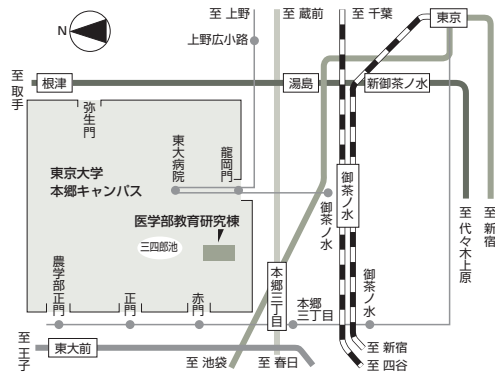 N
至 上野
至 蔵前
至 千葉
東京
上野広小路
至 取手
根津
湯島
新御茶ノ水
弥生門
東大病院
龍岡門
東京大学
本郷キャンパス
御茶ノ水
御茶ノ水
至 代々木上原
至 新宿
医学部教育研究棟
三四郎池
農学部正門
正門
赤門
本郷三丁目
本郷
三丁目
御茶ノ水
至 王子
東大前
至 池袋
至 春日
至 新宿
至 四谷